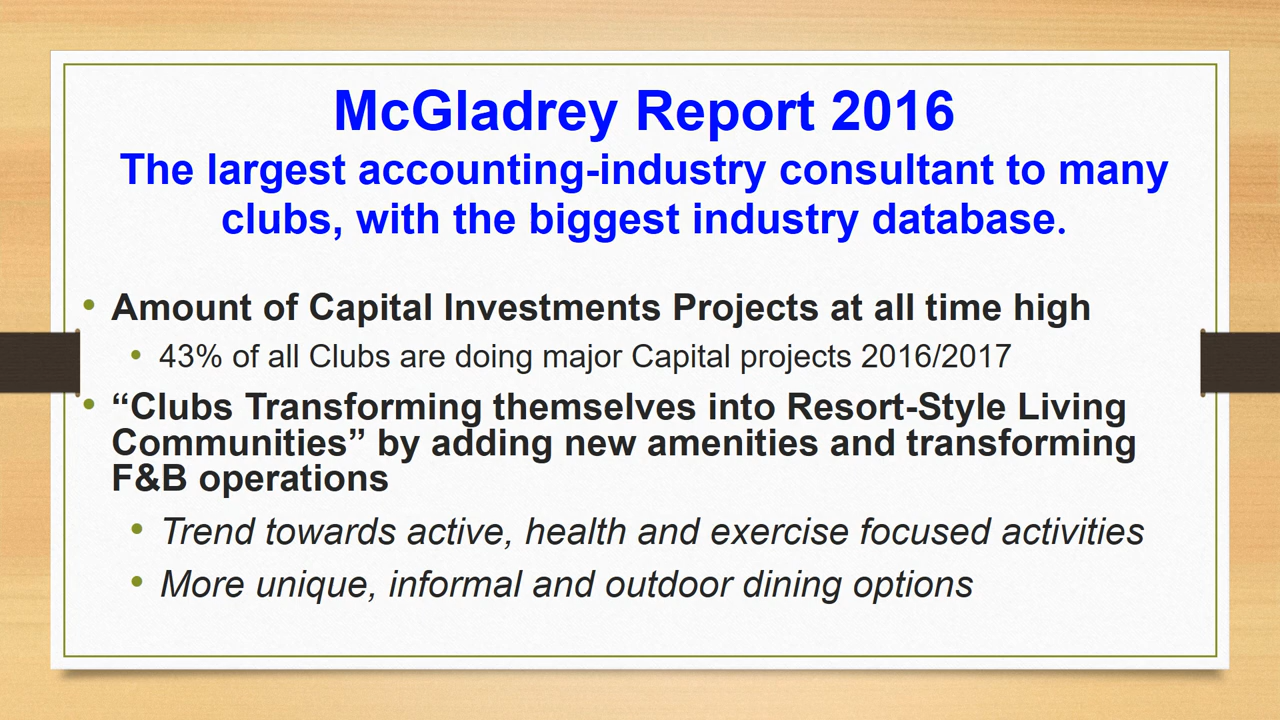 McGladrey Report 2016
The largest accounting-industry consultant to many
clubs, with the biggest industry database.
• Amount of Capital Investments Projects at all time high
• 43% of all Clubs are doing major Capital projects 2016/2017
• “Clubs Transforming themselves into Resort-Style Living
Communities” by adding new amenities and transforming
F&B operations
• Trend towards active, health and exercise focused activities
• More unique, informal and outdoor dining options